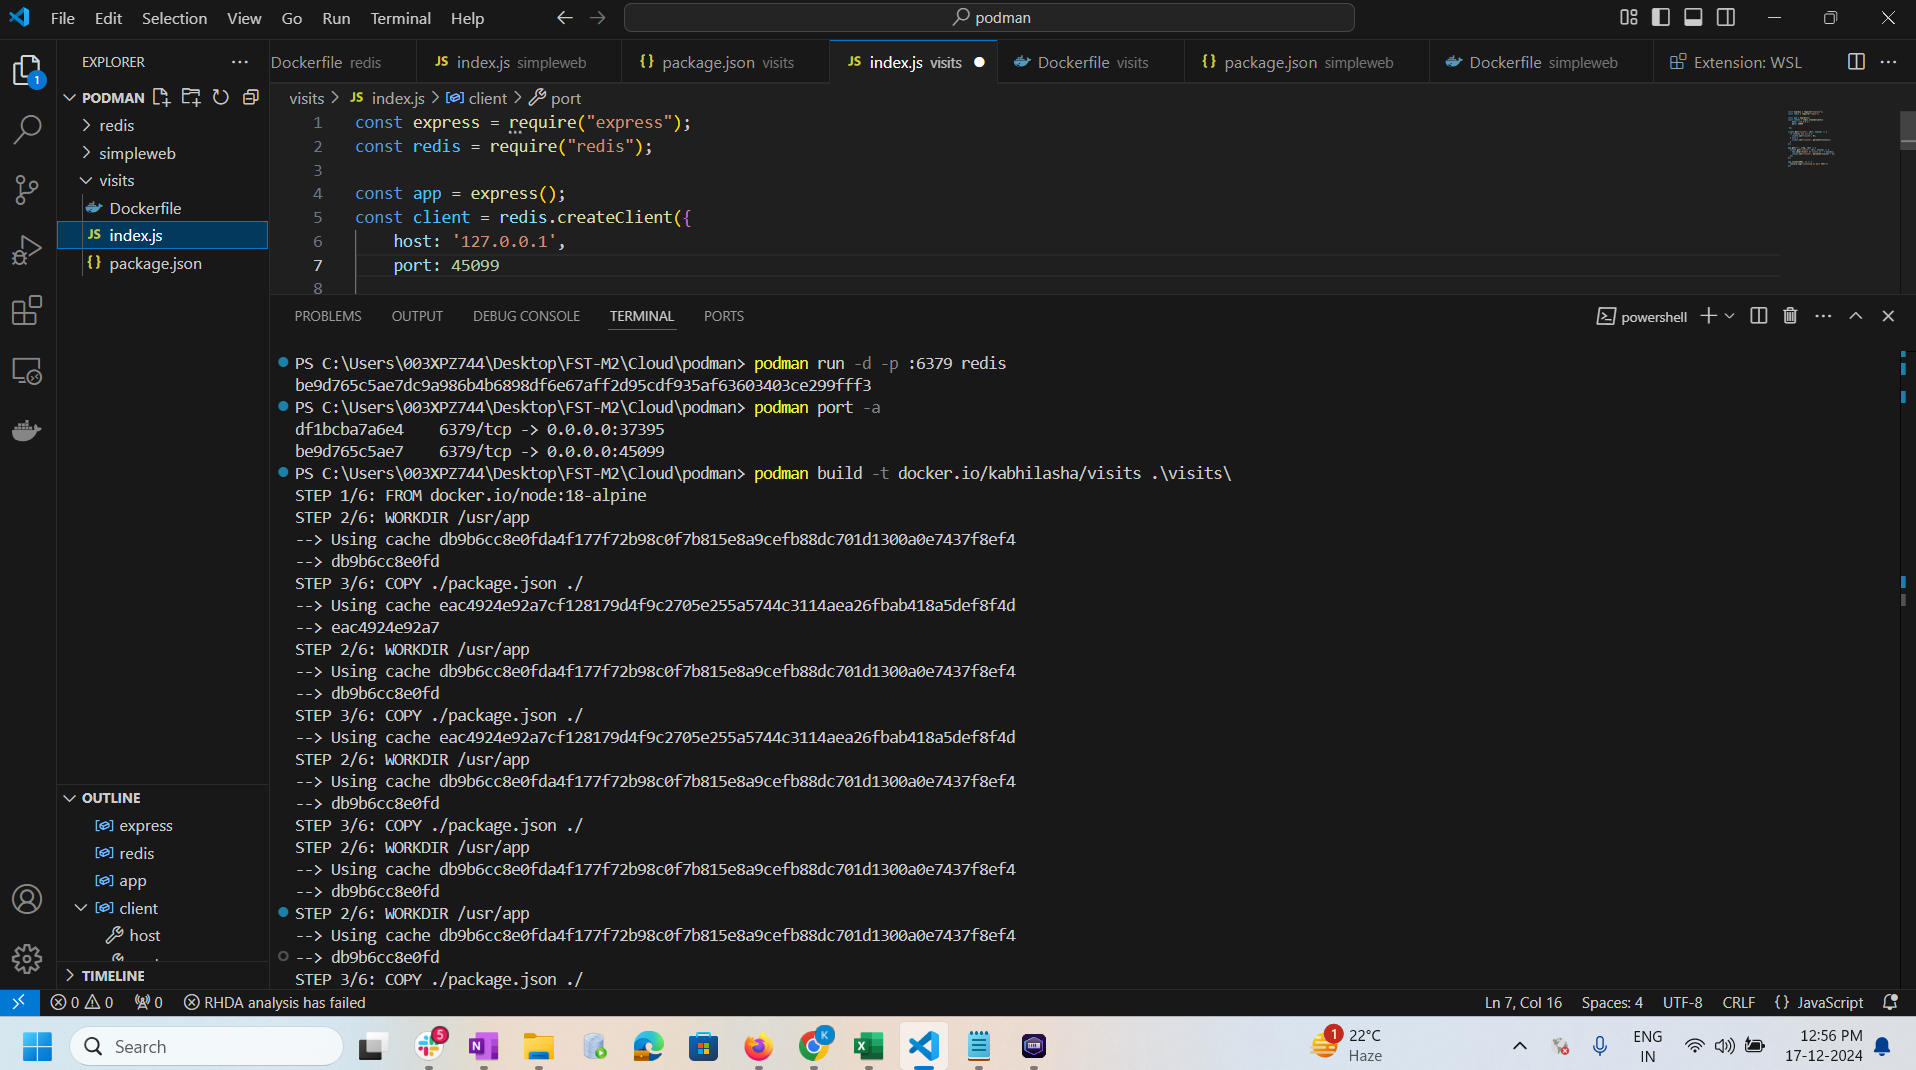 File Edit Selection View Go Run Terminal Help
podman
EXPLORER
Dockerfile redis
JS index.js simpleweb
{} package.json visits
JS index.js visits
Dockerfile visits
{} package.json simpleweb
Dockerfile simpleweb
Extension: WSL
1
PODMAN
redis
simpleweb
visits
Dockerfile
JS index.js
{} package.json
visits > JS index.js > client > port
1 const express = require("express");
2 const redis = require("redis");
3
4 const app = express();
5 const client = redis.createClient({
6 host: '127.0.0.1',
7 port: 45099
8
PROBLEMS OUTPUT DEBUG CONSOLE TERMINAL PORTS
powershell
PS C:\Users\003XPZ744\Desktop\FST-M2\Cloud\podman> podman run -d -p :6379 redis
be9d765c5ae7dc9a986b4b6898df6e67aff2d95cdf935af63603403ce299fff3
PS C:\Users\003XPZ744\Desktop\FST-M2\Cloud\podman> podman port -a
df1bcba7a6e4 6379/tcp -> 0.0.0.0:37395
be9d765c5ae7 6379/tcp -> 0.0.0.0:45099
PS C:\Users\003XPZ744\Desktop\FST-M2\Cloud\podman> podman build -t docker.io/kabhilasha/visits .\visits\
STEP 1/6: FROM docker.io/node:18-alpine
STEP 2/6: WORKDIR /usr/app
--> Using cache db9b6cc8e0fda4f177f72b98c0f7b815e8a9cefb88dc701d1300a0e7437f8ef4
--> db9b6cc8e0fd
STEP 3/6: COPY ./package.json ./
--> Using cache eac4924e92a7cf128179d4f9c2705e255a5744c3114aea26fbab418a5def8f4d
--> eac4924e92a7
STEP 2/6: WORKDIR /usr/app
--> Using cache db9b6cc8e0fda4f177f72b98c0f7b815e8a9cefb88dc701d1300a0e7437f8ef4
--> db9b6cc8e0fd
STEP 3/6: COPY ./package.json ./
--> Using cache eac4924e92a7cf128179d4f9c2705e255a5744c3114aea26fbab418a5def8f4d
STEP 2/6: WORKDIR /usr/app
--> Using cache db9b6cc8e0fda4f177f72b98c0f7b815e8a9cefb88dc701d1300a0e7437f8ef4
--> db9b6cc8e0fd
STEP 3/6: COPY ./package.json ./
STEP 2/6: WORKDIR /usr/app
--> Using cache db9b6cc8e0fda4f177f72b98c0f7b815e8a9cefb88dc701d1300a0e7437f8ef4
--> db9b6cc8e0fd
STEP 2/6: WORKDIR /usr/app
--> Using cache db9b6cc8e0fda4f177f72b98c0f7b815e8a9cefb88dc701d1300a0e7437f8ef4
--> db9b6cc8e0fd
STEP 3/6: COPY ./package.json ./
OUTLINE
express
redis
app
client
host
TIMELINE
0 0 0 RHDA analysis has failed
Ln 7, Col 16 Spaces: 4 UTF-8 CRLF {} JavaScript
Search
5
N
K
1
22°C
Haze
ENG
IN
12:56 PM
17-12-2024